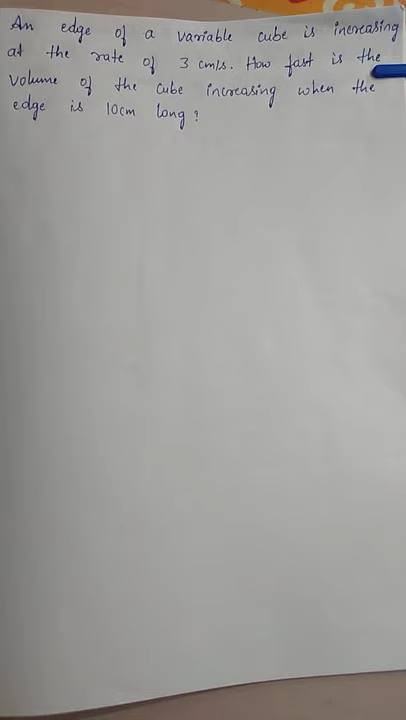 An edge of a variable cube is increasing
at the rate of 3 cm/s. How fast is the
volume of the cube increasing when the
edge is 10cm long?